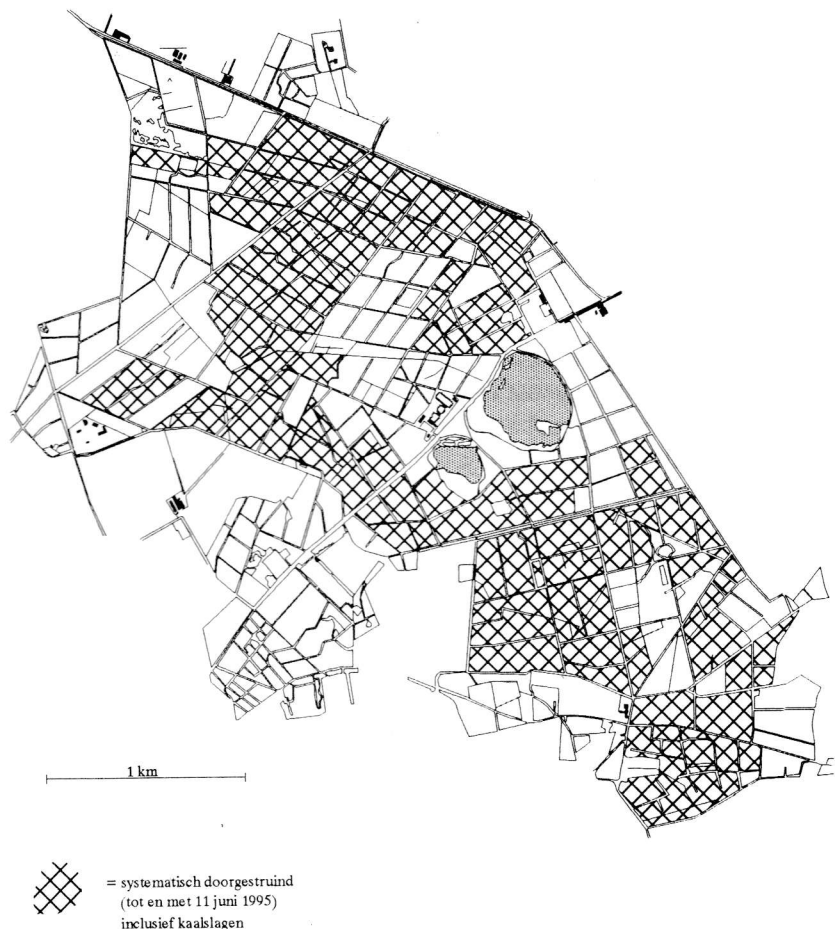 1 km
= systematisch doorgestruind
(tot en met 11 juni 1995)
inclusief kaalslagen